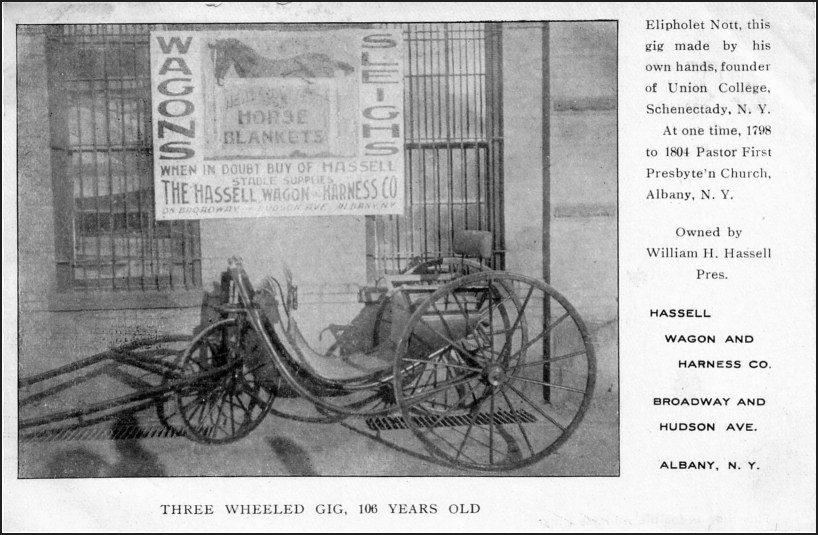 WAGONS
SLEIGHS
HORSE
BLANKETS
WHEN IN DOUBT BUY OF HASSELL
STABLE SUPPLIES
THE HASSELL WAGON HARNESS CO
ON BROADWAY HUDSON AVE. ALBANY, N.Y.
Elipholet Nott, this
gig made by his
own hands, founder
of Union College,
Schenectady, N. Y.
At one time, 1798
to 1804 Pastor First
Presbyte'n Church,
Albany, N. Y.
Owned by
William H. Hassell
Pres.
HASSELL
WAGON AND
HARNESS CO.
BROADWAY AND
HUDSON AVE.
ALBANY, N. Y.
THREE WHEELED GIG, 106 YEARS OLD